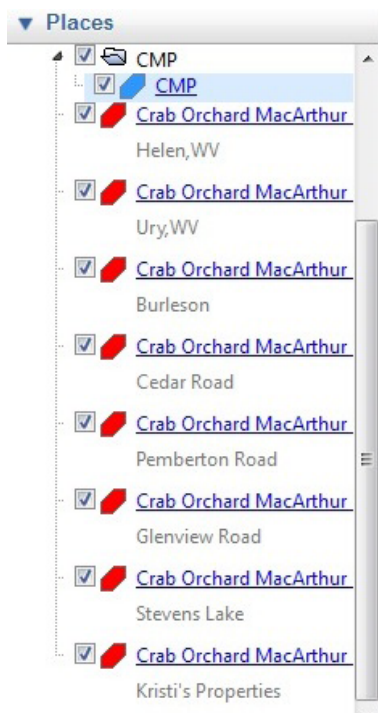 Places
CMP
CMP
Crab Orchard MacArthur
Helen,WV
Crab Orchard MacArthur
Ury,WV
Crab Orchard MacArthur
Burleson
Crab Orchard MacArthur
Cedar Road
Crab Orchard MacArthur
Pemberton Road
Crab Orchard MacArthur
Glenview Road
Crab Orchard MacArthur
Stevens Lake
Crab Orchard MacArthur
Kristi's Properties